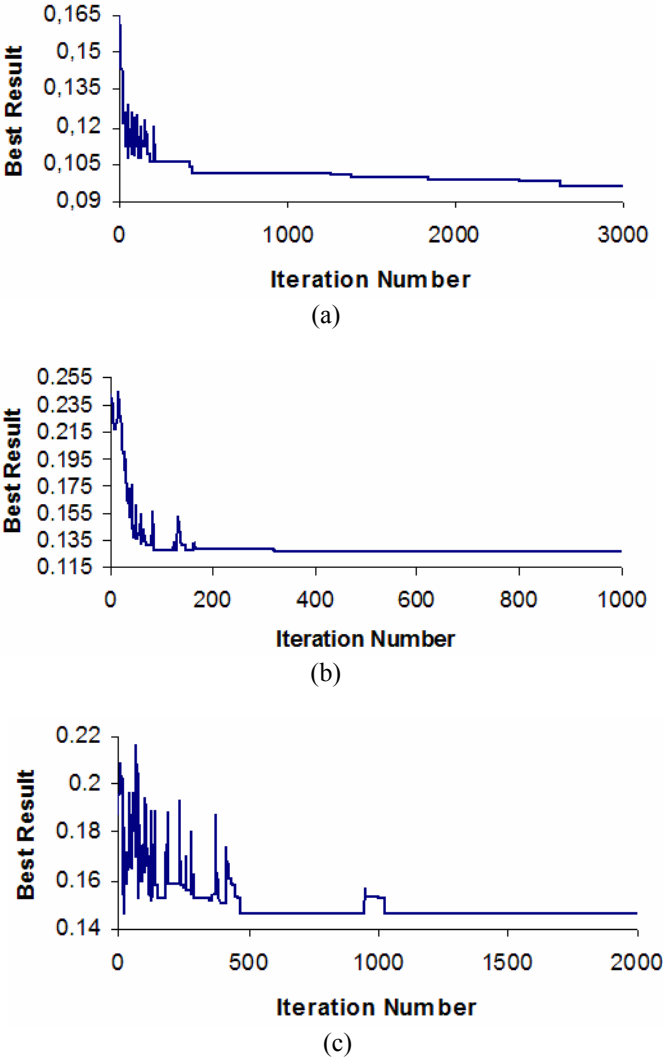 0,165
0,15
0,135
0,12
0,105
0,09
Best Result
0 1000 2000 3000
Iteration Number
(a)
0.255
0.235
0.215
0.195
0.175
0.155
0.135
0.115
Best Result
0 200 400 600 800 1000
Iteration Number
(b)
0.22
0.2
0.18
0.16
0.14
Best Result
0 500 1000 1500 2000
Iteration Number
(c)